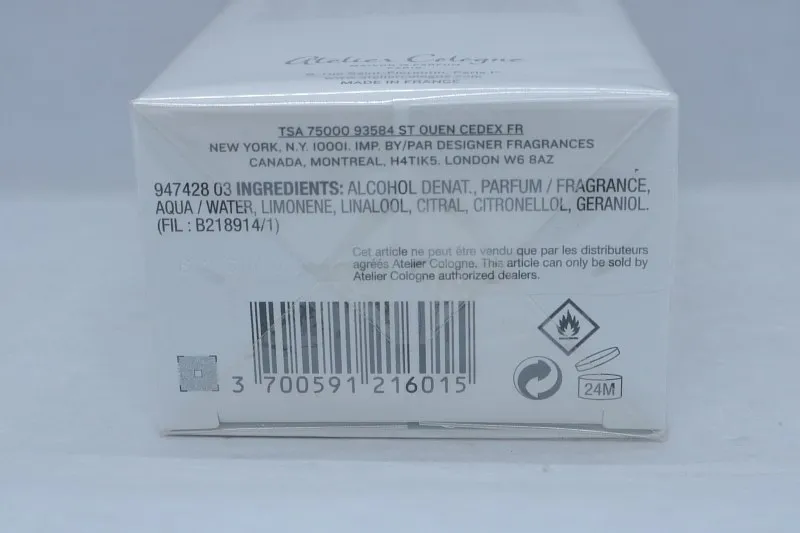 Atelier Cologne
MADE IN FRANCE
TSA 75000 93584 ST OUEN CEDEX FR
NEW YORK, N.Y. 10001. IMP. BY/PAR DESIGNER FRAGRANCES
CANADA, MONTREAL, H4T1K5. LONDON W6 8AZ
947428 03 INGREDIENTS: ALCOHOL DENAT., PARFUM / FRAGRANCE,
AQUA / WATER, LIMONENE, LINALOOL, CITRAL, CITRONELLOL, GERANIOL.
(FIL : B218914/1)
Cet article ne peut être vendu que par les distributeurs
agréés Atelier Cologne. This article can only be sold by
Atelier Cologne authorized dealers.
3 700591 216015
24M